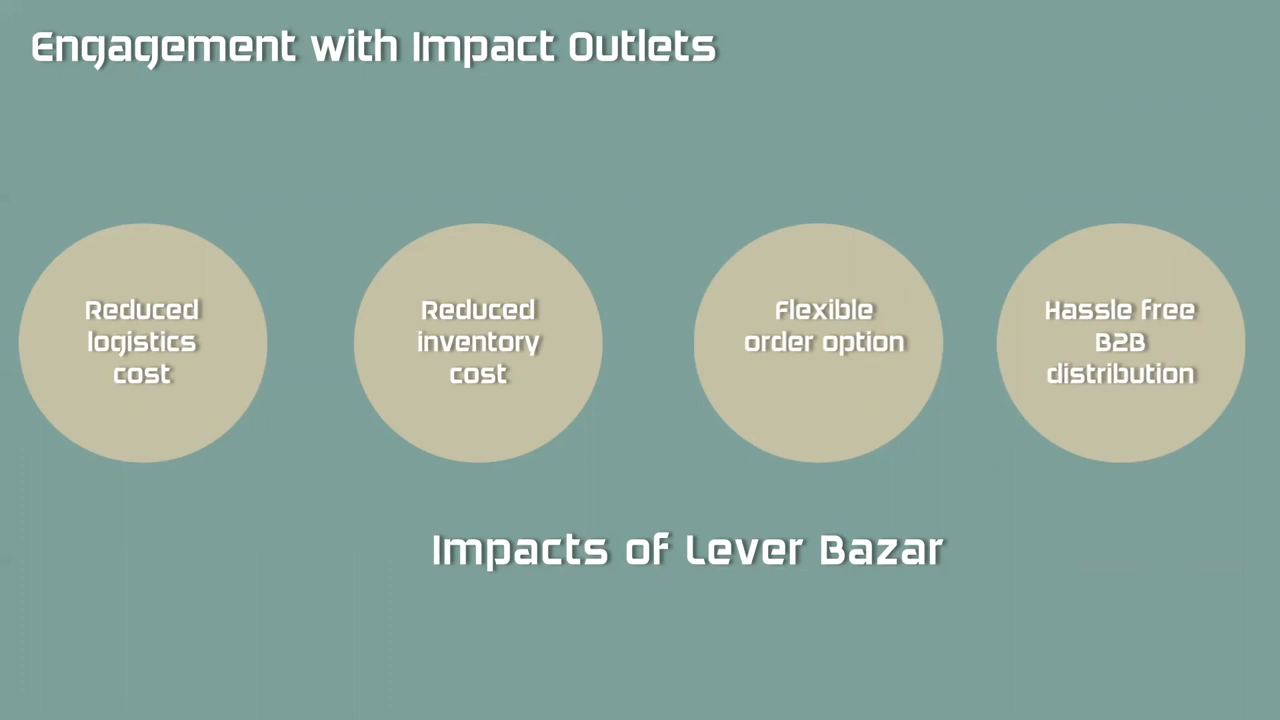 Engagement with Impact Outlets
Reduced
logistics
cost
Reduced
inventory
cost
Flexible
order option
Hassle free
B2B
distribution
Impacts of Lever Bazar